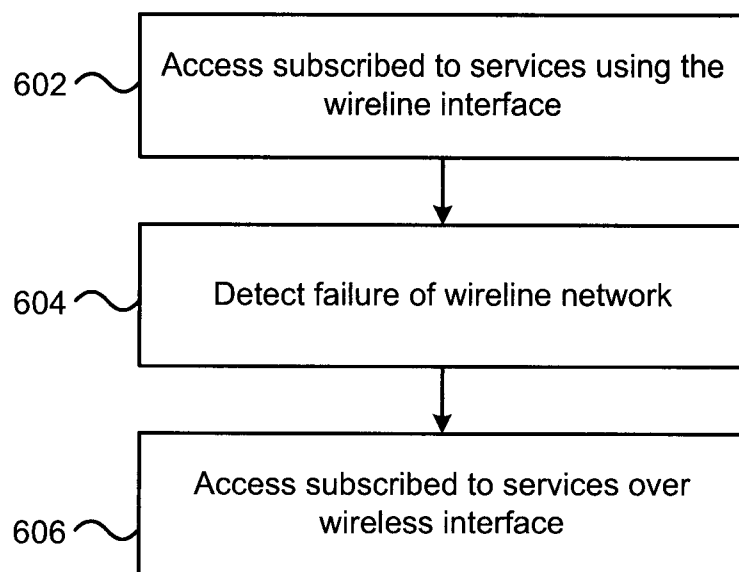 602
Access subscribed to services using the
wireline interface
604
Detect failure of wireline network
606
Access subscribed to services over
wireless interface